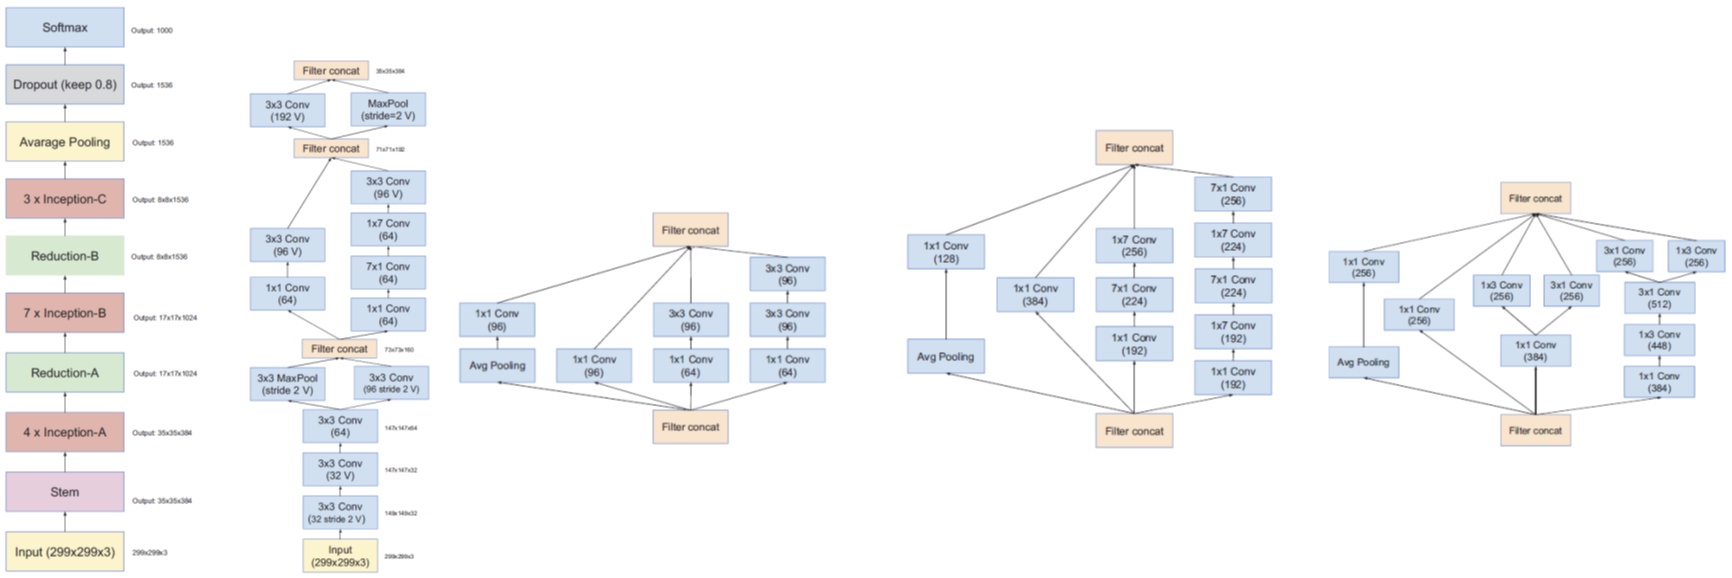 Softmax
Output: 1000
Dropout (keep 0.8)
Output: 1536
Avarage Pooling
Output: 1536
3 x Inception-C
Output: 8x8x1536
Reduction-B
Output: 8x8x1536
7 x Inception-B
Output: 17x17x1024
Reduction-A
Output: 17x17x1024
4 x Inception-A
Output: 35x35x384
Stem
Output: 35x35x384
Input (299x299x3)
299x299x3
Filter concat
35x35x384
3x3 Conv
(192 V)
MaxPool
(stride=2 V)
Filter concat
71x71x192
3x3 Conv
(96 V)
1x7 Conv
(64)
3x3 Conv
(96 V)
7x1 Conv
(64)
1x1 Conv
(64)
1x1 Conv
(64)
Filter concat
73x73x160
3x3 MaxPool
(stride 2 V)
3x3 Conv
(96 stride 2 V)
3x3 Conv
(64)
147x147x64
3x3 Conv
(32 V)
147x147x32
3x3 Conv
(32 stride 2 V)
149x149x32
Input
(299x299x3)
299x299x3
Filter concat
3x3 Conv
(96)
1x1 Conv
(96)
3x3 Conv
(96)
3x3 Conv
(96)
Avg Pooling
1x1 Conv
(96)
1x1 Conv
(64)
1x1 Conv
(64)
Filter concat
Filter concat
7x1 Conv
(256)
1x1 Conv
(128)
1x7 Conv
(256)
1x7 Conv
(224)
1x1 Conv
(384)
7x1 Conv
(224)
7x1 Conv
(224)
Avg Pooling
1x1 Conv
(192)
1x7 Conv
(192)
1x1 Conv
(192)
Filter concat
Filter concat
1x1 Conv
(256)
3x1 Conv
(256)
1x3 Conv
(256)
1x1 Conv
(256)
1x3 Conv
(256)
3x1 Conv
(256)
3x1 Conv
(512)
Avg Pooling
1x1 Conv
(384)
1x3 Conv
(448)
1x1 Conv
(384)
Filter concat